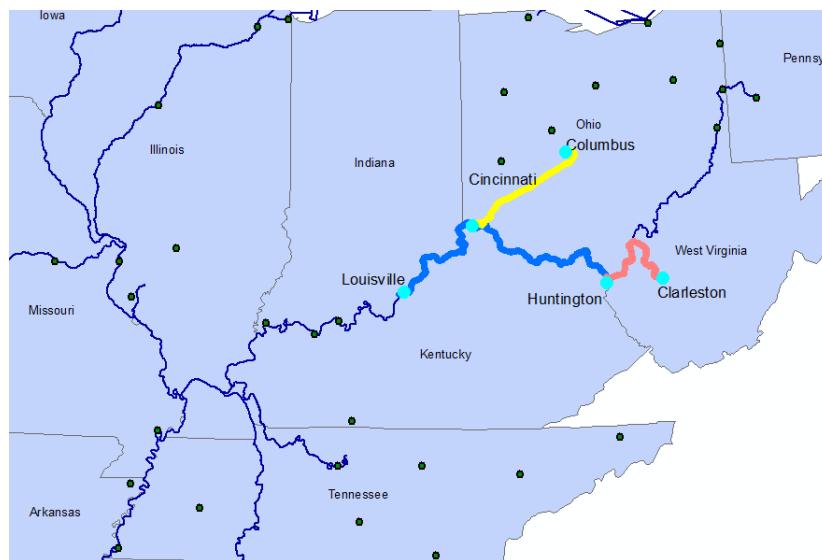 Iowa
Pennsy
Ohio
Columbus
Illinois
Indiana
Cincinnati
West Virginia
Louisville
Clarleston
Huntington
Missouri
Kentucky
Tennessee
Arkansas